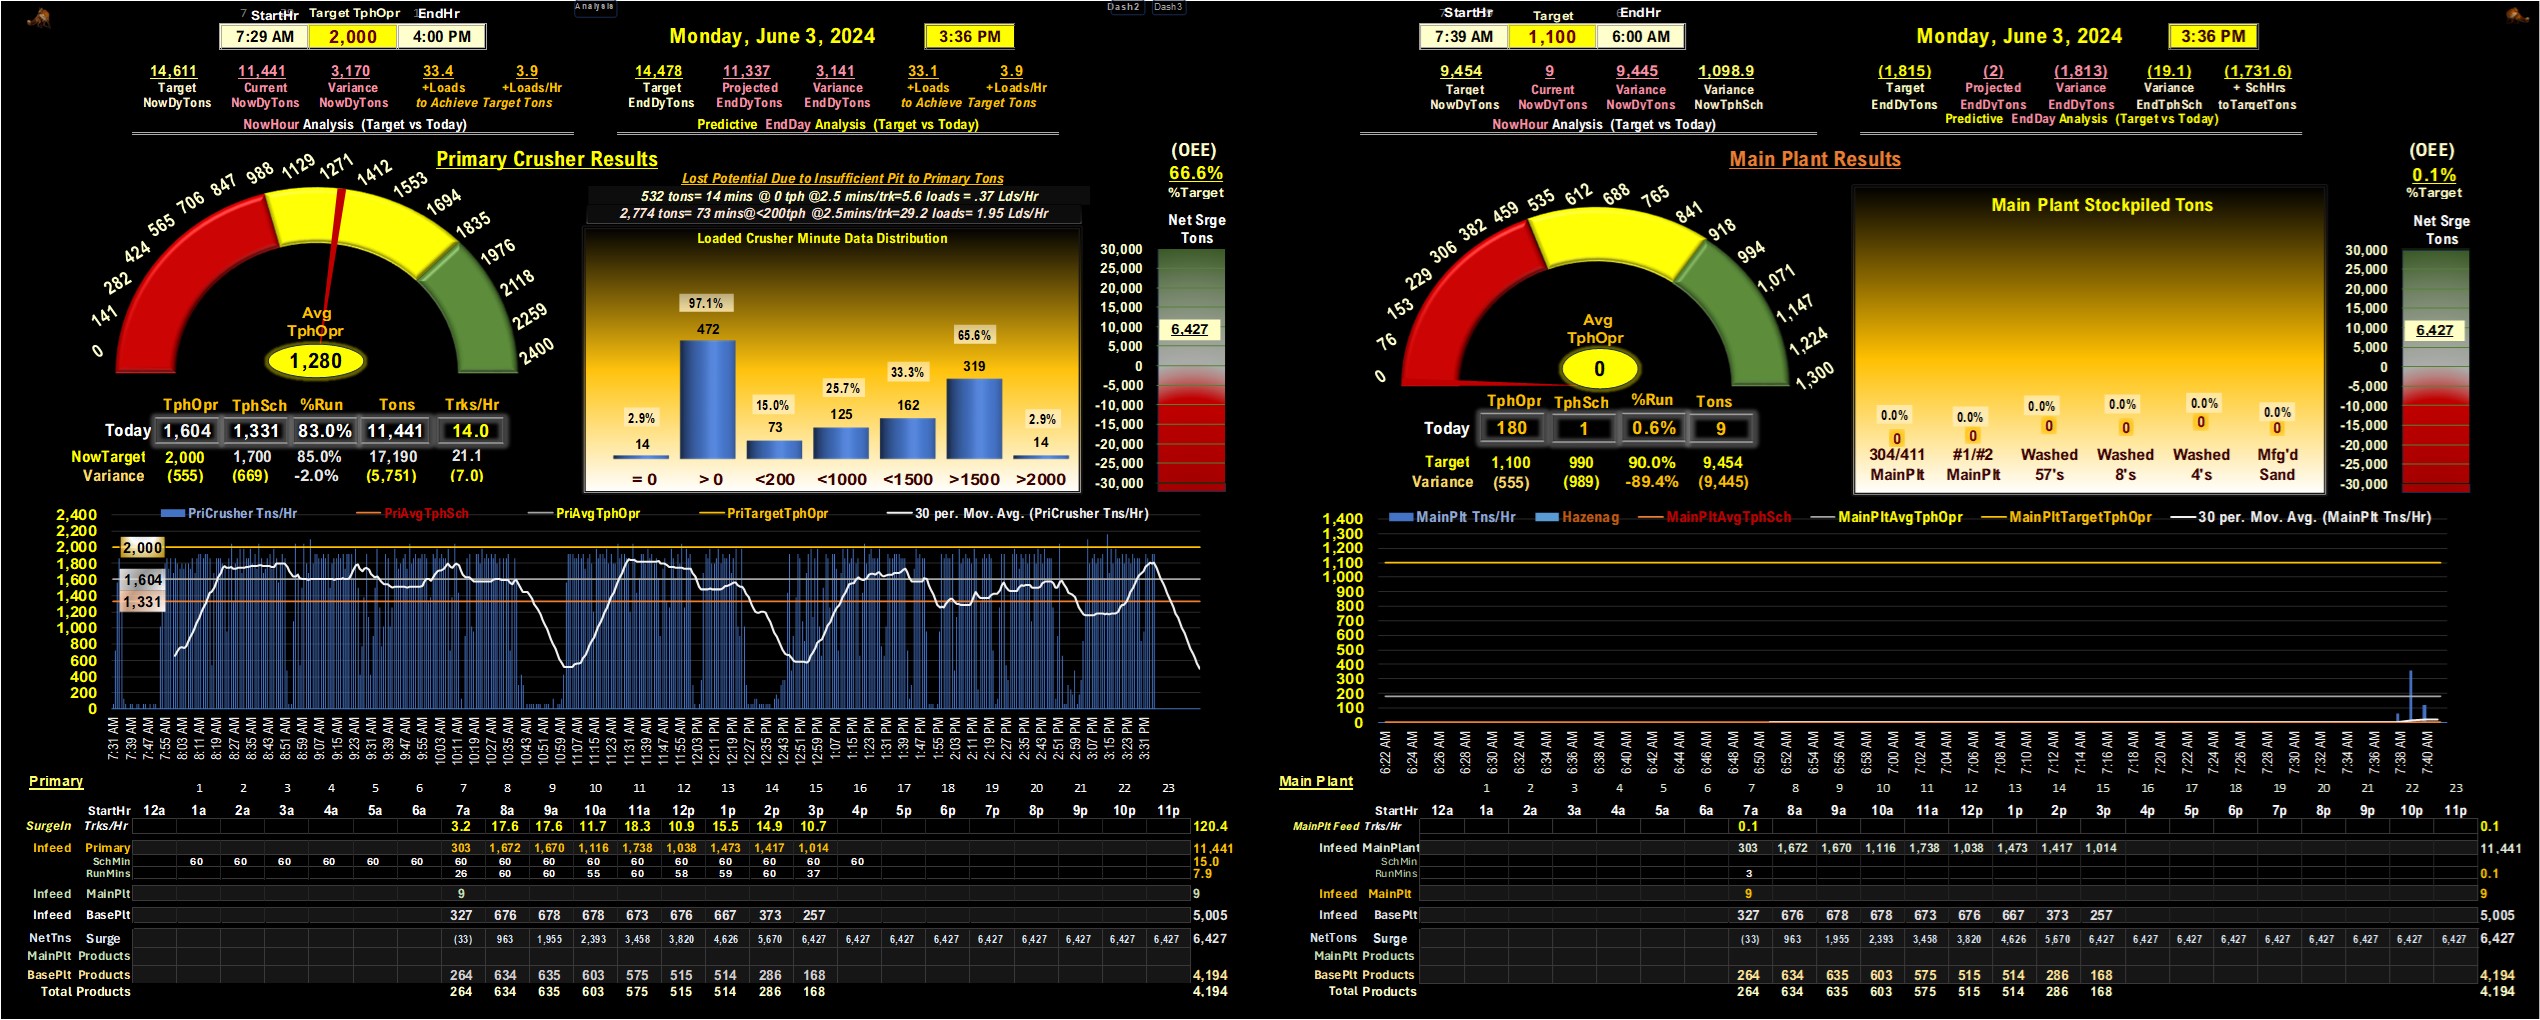 StartHr Target TphOpr EndHr
7:29 AM 2,000 4:00 PM
Analysis
Dash2 Dash3
Monday, June 3, 2024 3:36 PM
14,611 11,441 3,170 33.4 3.9
Target Current Variance +Loads +Loads/Hr
NowDyTons NowDyTons NowDyTons to Achieve Target Tons
NowHour Analysis (Target vs Today)
14,478 11,337 3,141 33.1 3.9
Target Projected Variance +Loads +Loads/Hr
EndDyTons EndDyTons EndDyTons to Achieve Target Tons
Predictive EndDay Analysis (Target vs Today)
Primary Crusher Results
0 141 282 424 565 706 847 988 1129 1271 1412 1553 1694 1835 1976 2118 2259 2400
Avg
TphOpr
1,280
TphOpr TphSch %Run Tons Trks/Hr
Today 1,604 1,331 83.0% 11,441 14.0
NowTarget 2,000 1,700 85.0% 17,190 21.1
Variance (555) (669) -2.0% (5,751) (7.0)
Lost Potential Due to Insufficient Pit to Primary Tons
532 tons= 14 mins @ 0 tph @2.5 mins/trk=5.6 loads = .37 Lds/Hr
2,774 tons= 73 mins@<200tph @2.5mins/trk=29.2 loads= 1.95 Lds/Hr
Loaded Crusher Minute Data Distribution
2.9% 97.1% 15.0% 25.7% 33.3% 65.6% 2.9%
14 472 73 125 162 319 14
= 0 > 0 <200 <1000 <1500 >1500 >2000
(OEE)
66.6%
%Target
Net Srge
Tons
30,000
25,000
20,000
15,000
10,000
6,427
5,000
0
-5,000
-10,000
-15,000
-20,000
-25,000
-30,000
PriCrusher Tns/Hr PriAvgTphSch PriAvgTphOpr PriTargetTphOpr 30 per. Mov. Avg. (PriCrusher Tns/Hr)
2,400
2,200
2,000
1,800
1,600
1,400
1,200
1,000
800
600
400
200
0
2,000
1,604
1,331
7:31 AM 7:39 AM 7:47 AM 7:55 AM 8:03 AM 8:11 AM 8:19 AM 8:27 AM 8:35 AM 8:43 AM 8:51 AM 8:59 AM 9:07 AM 9:15 AM 9:23 AM 9:31 AM 9:39 AM 9:47 AM 9:55 AM 10:03 AM 10:11 AM 10:19 AM 10:27 AM 10:35 AM 10:43 AM 10:51 AM 10:59 AM 11:07 AM 11:15 AM 11:23 AM 11:31 AM 11:39 AM 11:47 AM 11:55 AM 12:03 PM 12:11 PM 12:19 PM 12:27 PM 12:35 PM 12:43 PM 12:51 PM 12:59 PM 1:07 PM 1:15 PM 1:23 PM 1:31 PM 1:39 PM 1:47 PM 1:55 PM 2:03 PM 2:11 PM 2:19 PM 2:27 PM 2:35 PM 2:43 PM 2:51 PM 2:59 PM 3:07 PM 3:15 PM 3:23 PM 3:31 PM
Primary
1 2 3 4 5 6 7 8 9 10 11 12 13 14 15 16 17 18 19 20 21 22 23
StartHr 12a 1a 2a 3a 4a 5a 6a 7a 8a 9a 10a 11a 12p 1p 2p 3p 4p 5p 6p 7p 8p 9p 10p 11p
SurgeIn Trks/Hr 3.2 17.6 17.6 11.7 18.3 10.9 15.5 14.9 10.7 120.4
Infeed Primary 303 1,672 1,670 1,116 1,738 1,038 1,473 1,417 1,014 11,441
SchMin 60 60 60 60 60 60 60 60 60 60 60 60 60 60 60 60 15.0
RunMins 26 60 60 55 60 58 59 60 37 7.9
Infeed MainPlt 9 9
Infeed BasePlt 327 676 678 678 673 676 667 373 257 5,005
NetTns Surge (33) 963 1,955 2,393 3,458 3,820 4,626 5,670 6,427 6,427 6,427 6,427 6,427 6,427 6,427 6,427 6,427 6,427
MainPlt Products
BasePlt Products 264 634 635 603 575 515 514 286 168 4,194
Total Products 264 634 635 603 575 515 514 286 168 4,194
StartHr Target EndHr
7:39 AM 1,100 6:00 AM
Monday, June 3, 2024 3:36 PM
9,454 9 9,445 1,098.9
Target Current Variance Variance
NowDyTons NowDyTons NowDyTons NowTphSch
NowHour Analysis (Target vs Today)
(1,815) (2) (1,813) (19.1) (1,731.6)
Target Projected Variance Variance + SchHrs
EndDyTons EndDyTons EndDyTons EndTphSch toTargetTons
Predictive EndDay Analysis (Target vs Today)
Main Plant Results
0 76 153 229 306 382 459 535 612 688 765 841 918 994 1,071 1,147 1,224 1,300
Avg
TphOpr
0
TphOpr TphSch %Run Tons
Today 180 1 0.6% 9
Target 1,100 990 90.0% 9,454
Variance (555) (989) -89.4% (9,445)
Main Plant Stockpiled Tons
0.0% 0.0% 0.0% 0.0% 0.0% 0.0%
0 0 0 0 0 0
304/411 #1/#2 Washed Washed Washed Mfg'd
MainPlt MainPlt 57's 8's 4's Sand
(OEE)
0.1%
%Target
Net Srge
Tons
30,000
25,000
20,000
15,000
10,000
6,427
5,000
0
-5,000
-10,000
-15,000
-20,000
-25,000
-30,000
MainPlt Tns/Hr Hazenag MainPltAvgTphSch MainPltAvgTphOpr MainPltTargetTphOpr 30 per. Mov. Avg. (MainPlt Tns/Hr)
1,400
1,300
1,200
1,100
1,000
900
800
700
600
500
400
300
200
100
0
6:22 AM 6:24 AM 6:26 AM 6:28 AM 6:30 AM 6:32 AM 6:34 AM 6:36 AM 6:38 AM 6:40 AM 6:42 AM 6:44 AM 6:46 AM 6:48 AM 6:50 AM 6:52 AM 6:54 AM 6:56 AM 6:58 AM 7:00 AM 7:02 AM 7:04 AM 7:06 AM 7:08 AM 7:10 AM 7:12 AM 7:14 AM 7:16 AM 7:18 AM 7:20 AM 7:22 AM 7:24 AM 7:26 AM 7:28 AM 7:30 AM 7:32 AM 7:34 AM 7:36 AM 7:38 AM 7:40 AM
Main Plant
1 2 3 4 5 6 7 8 9 10 11 12 13 14 15 16 17 18 19 20 21 22 23
StartHr 12a 1a 2a 3a 4a 5a 6a 7a 8a 9a 10a 11a 12p 1p 2p 3p 4p 5p 6p 7p 8p 9p 10p 11p
MainPlt Feed Trks/Hr 0.1 0.1
Infeed MainPlant 303 1,672 1,670 1,116 1,738 1,038 1,473 1,417 1,014 11,441
SchMin
RunMins 3 0.1
Infeed MainPlt 9 9
Infeed BasePlt 327 676 678 678 673 676 667 373 257 5,005
NetTons Surge (33) 963 1,955 2,393 3,458 3,820 4,626 5,670 6,427 6,427 6,427 6,427 6,427 6,427 6,427 6,427 6,427 6,427
MainPlt Products
BasePlt Products 264 634 635 603 575 515 514 286 168 4,194
Total Products 264 634 635 603 575 515 514 286 168 4,194